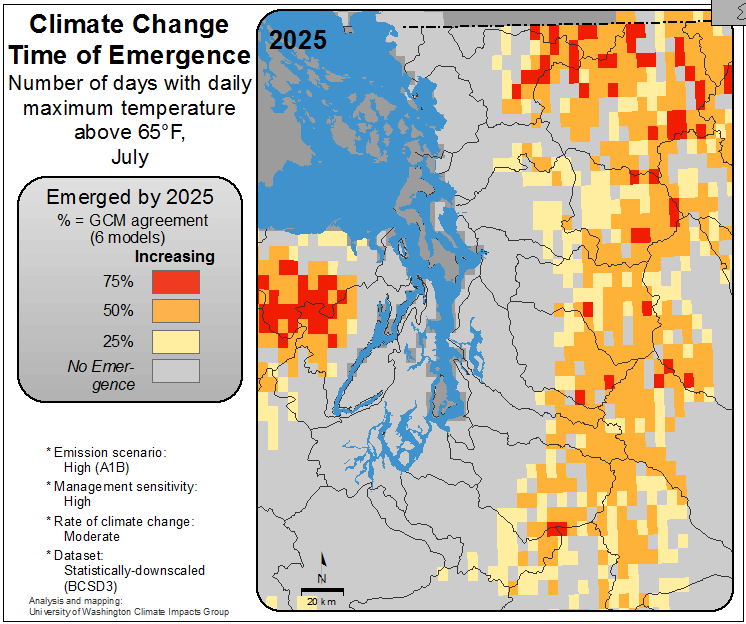 Climate Change
Time of Emergence
Number of days with daily
maximum temperature
above 65°F,
July
Emerged by 2025
% = GCM agreement
(6 models)
Increasing
75%
50%
25%
No Emer-
gence
* Emission scenario:
High (A1B)
* Management sensitivity:
High
* Rate of climate change:
Moderate
* Dataset:
Statistically-downscaled
(BCSD3)
Analysis and mapping:
University of Washington Climate Impacts Group
2025
N
20 km